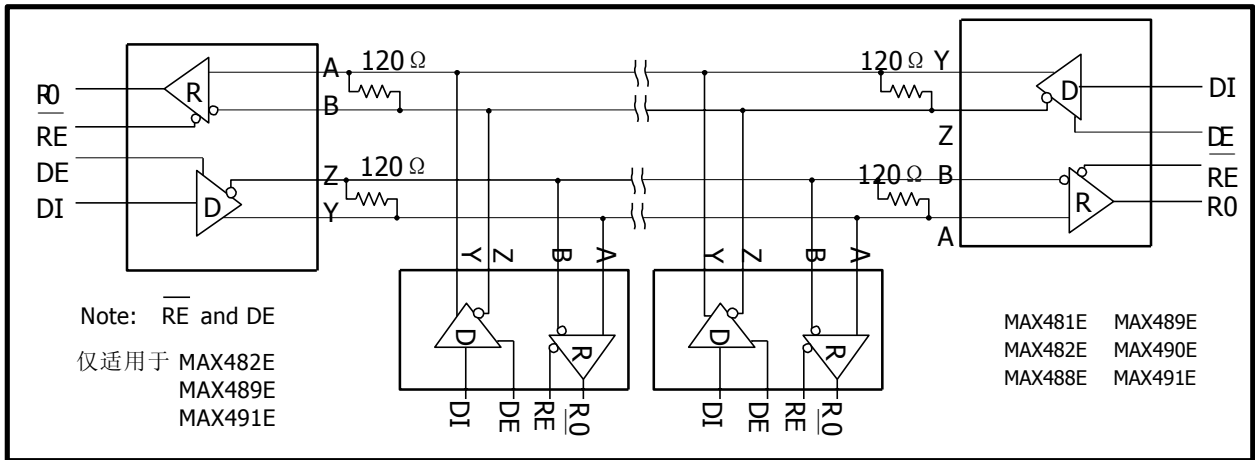 A 120 Ω
120 Ω Y
R0
R
B
D
DI
RE
Z
DE
DE
Z 120 Ω
120 Ω B
RE
DI
D
Y
R
R0
A
Y Z B A
Y Z B A
D R
D R
DI DE RE R0
DI DE RE R0
Note: RE and DE
仅适用于 MAX482E
MAX489E
MAX491E
MAX481E MAX489E
MAX482E MAX490E
MAX488E MAX491E